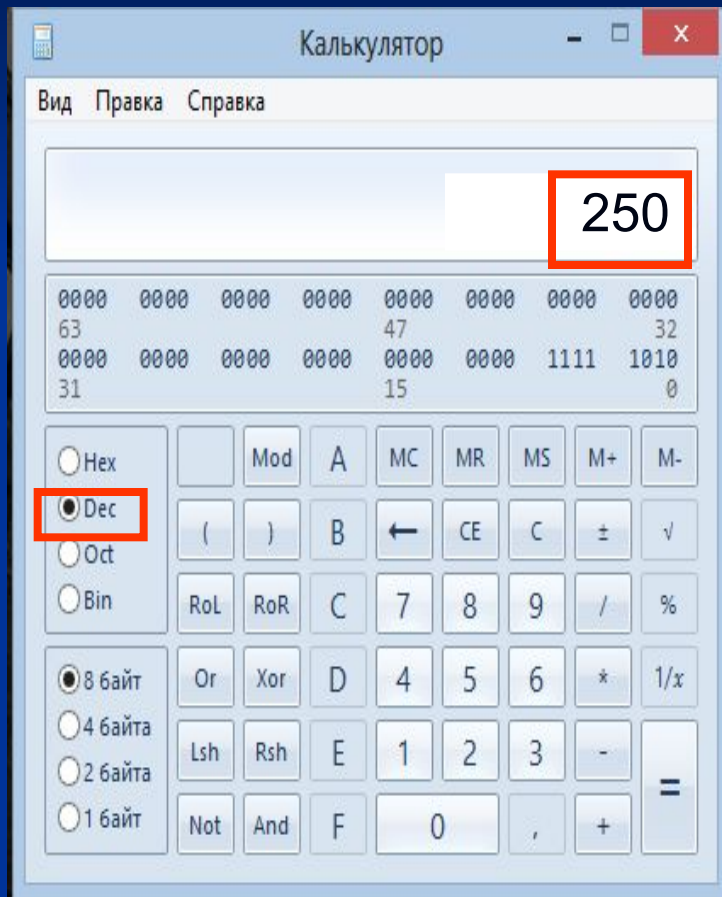 Калькулятор
Вид Правка Справка
250
0000 0000 0000 0000 0000 0000 0000 0000
63 47 32
0000 0000 0000 0000 0000 0000 1111 1010
31 15 0
Hex Mod A MC MR MS M+ M-
Dec ( ) B ← CE C ± √
Oct
Bin RoL RoR C 7 8 9 / %
8 байт Or Xor D 4 5 6 * 1/x
4 байта
Lsh Rsh E 1 2 3 - =
2 байта
1 байт Not And F 0 , +